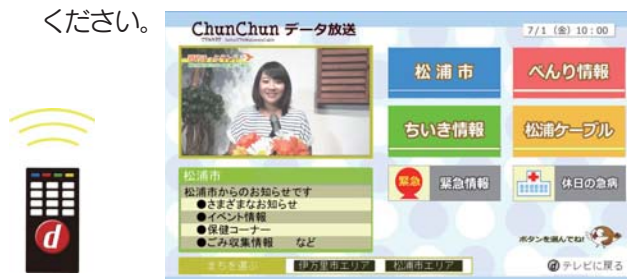 ください。
ChunChun データ放送
7/1（金）10：00
松浦市
べんり情報
ちいき情報
松浦ケーブル
松浦市
松浦市からのお知らせです
●さまざまなお知らせ
●イベント情報
●保健コーナー
●ごみ収集情報 など
緊急
緊急情報
休日の急病
ボタンを選んでね!
まちを選ぶ
伊万里市エリア
松浦市エリア
d テレビに戻る
d